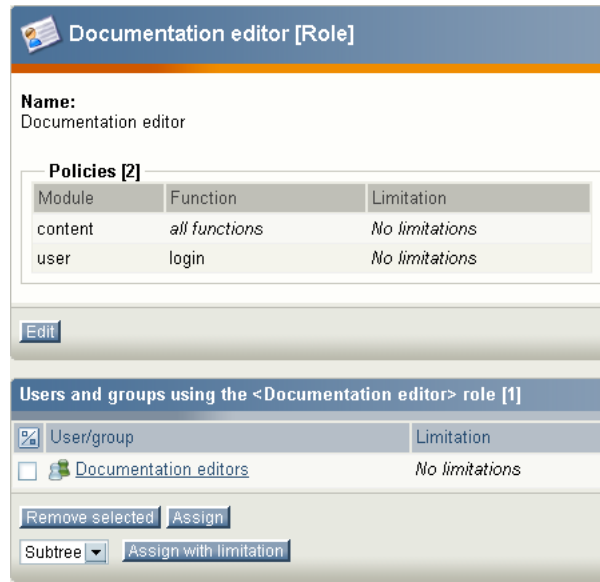 Documentation editor [Role]
Name:
Documentation editor
Policies [2]
Module Function Limitation
content all functions No limitations
user login No limitations
Edit
Users and groups using the <Documentation editor> role [1]
User/group Limitation
Documentation editors No limitations
Remove selected Assign
Subtree Assign with limitation